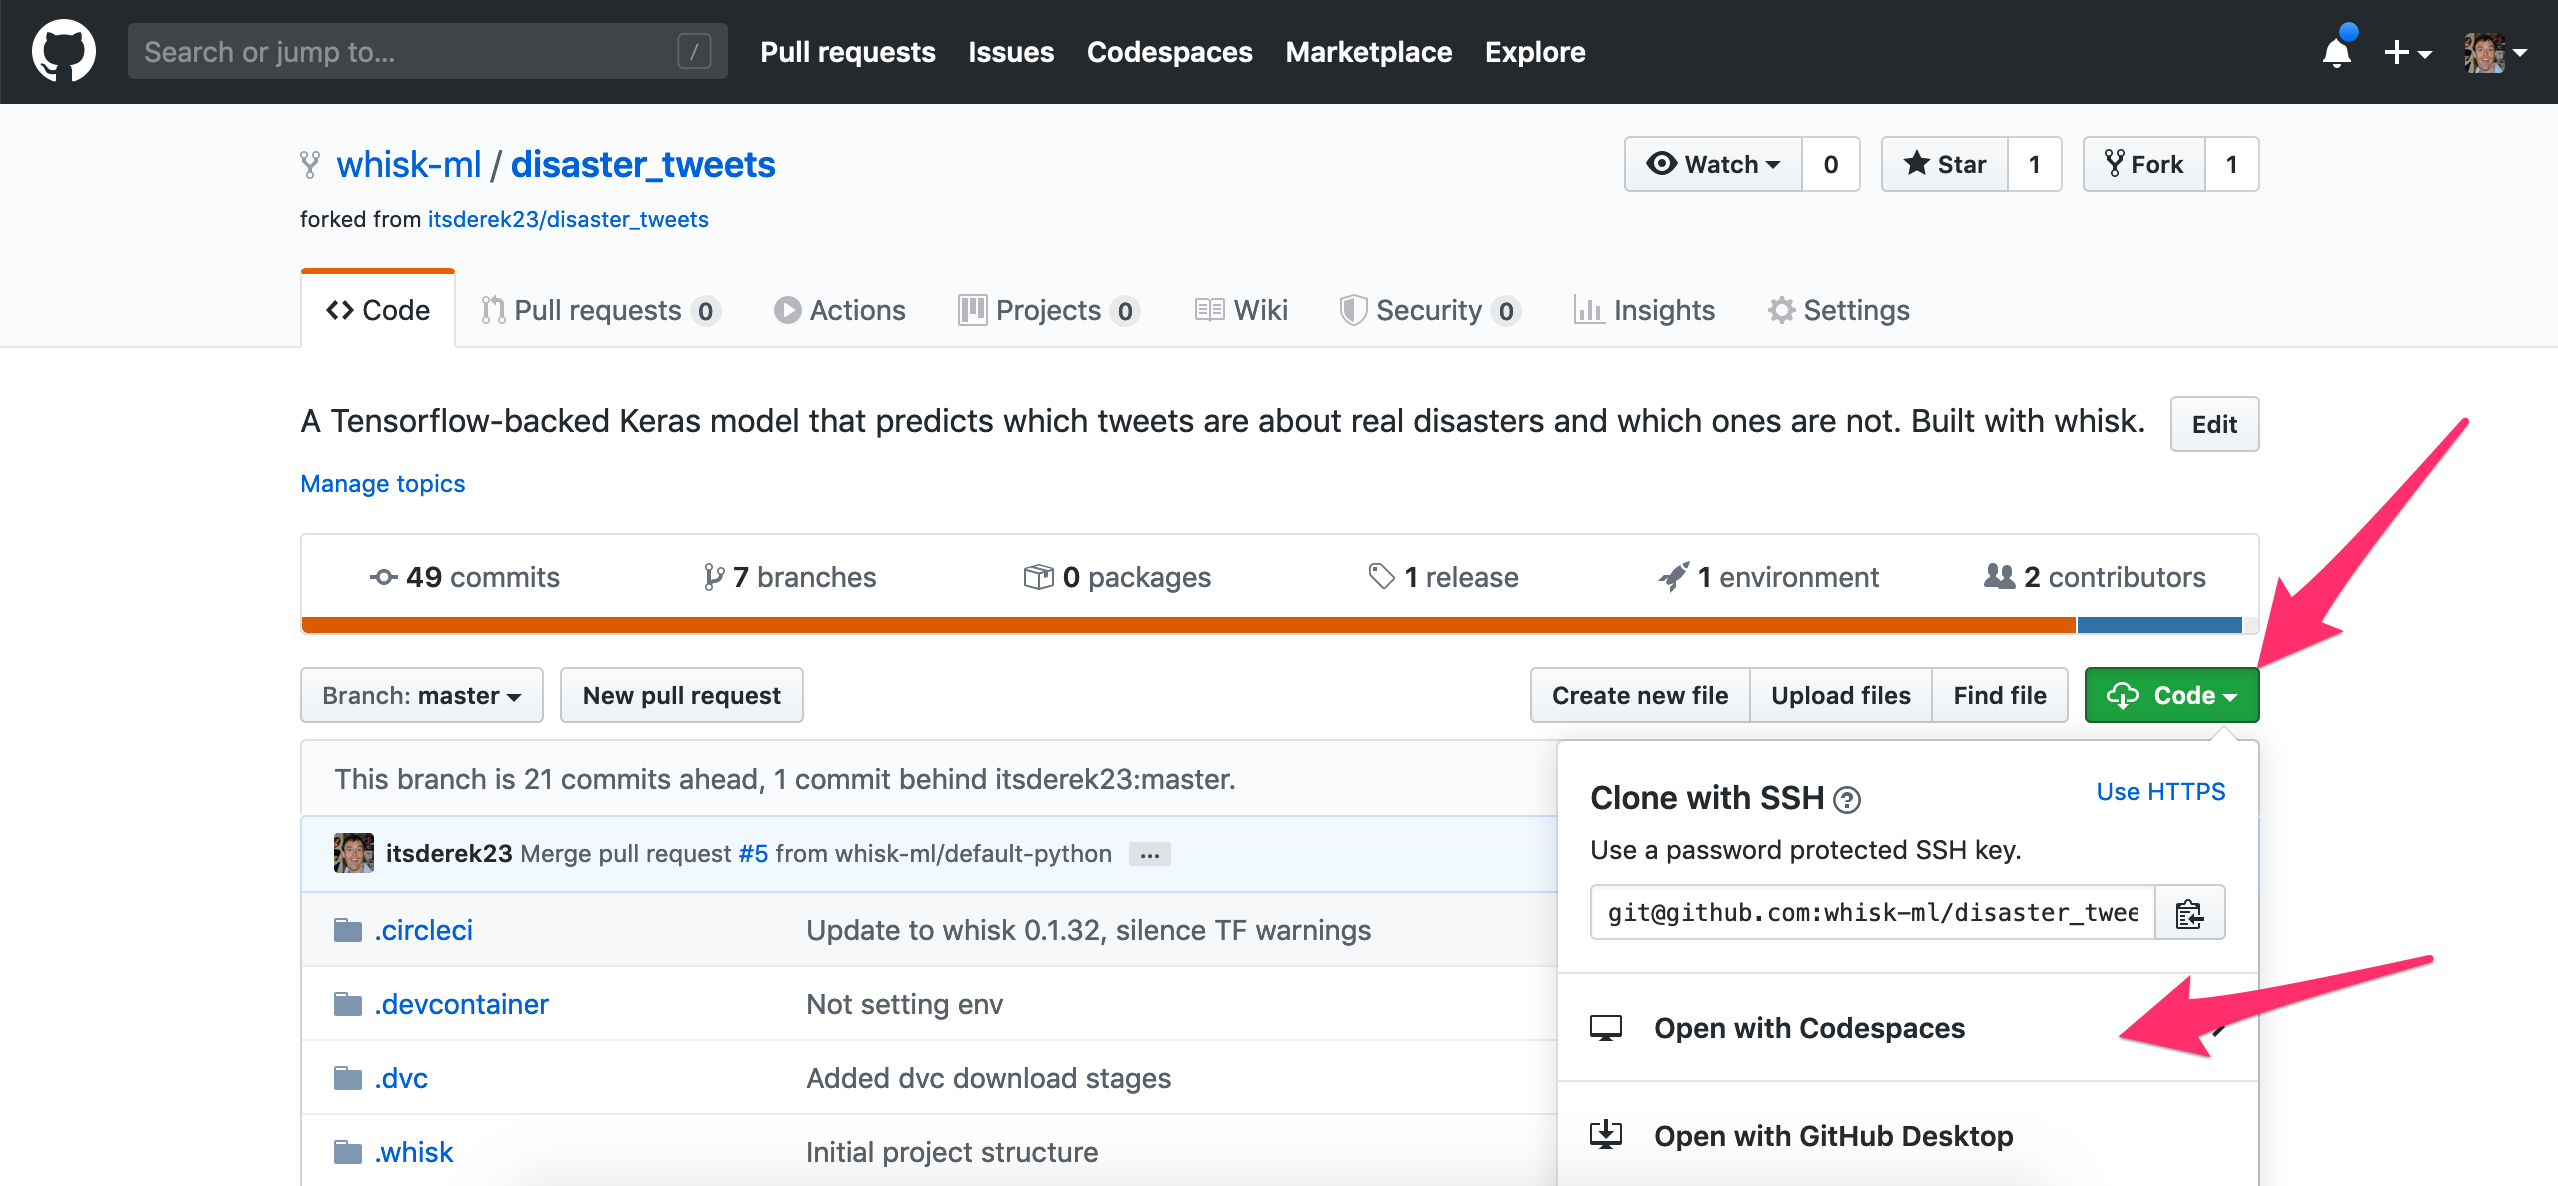 Search or jump to... / Pull requests Issues Codespaces Marketplace Explore
whisk-ml / disaster_tweets Watch 0 Star 1 Fork 1
forked from itsderek23/disaster_tweets
Code Pull requests 0 Actions Projects 0 Wiki Security 0 Insights Settings
A Tensorflow-backed Keras model that predicts which tweets are about real disasters and which ones are not. Built with whisk. Edit
Manage topics
49 commits 7 branches 0 packages 1 release 1 environment 2 contributors
Branch: master New pull request Create new file Upload files Find file Code
This branch is 21 commits ahead, 1 commit behind itsderek23:master.
Clone with SSH ? Use HTTPS
Use a password protected SSH key.
itsderek23 Merge pull request #5 from whisk-ml/default-python ...
git@github.com:whisk-ml/disaster_twee
.circleci Update to whisk 0.1.32, silence TF warnings
.devcontainer Not setting env
Open with Codespaces
.dvc Added dvc download stages
Open with GitHub Desktop
.whisk Initial project structure